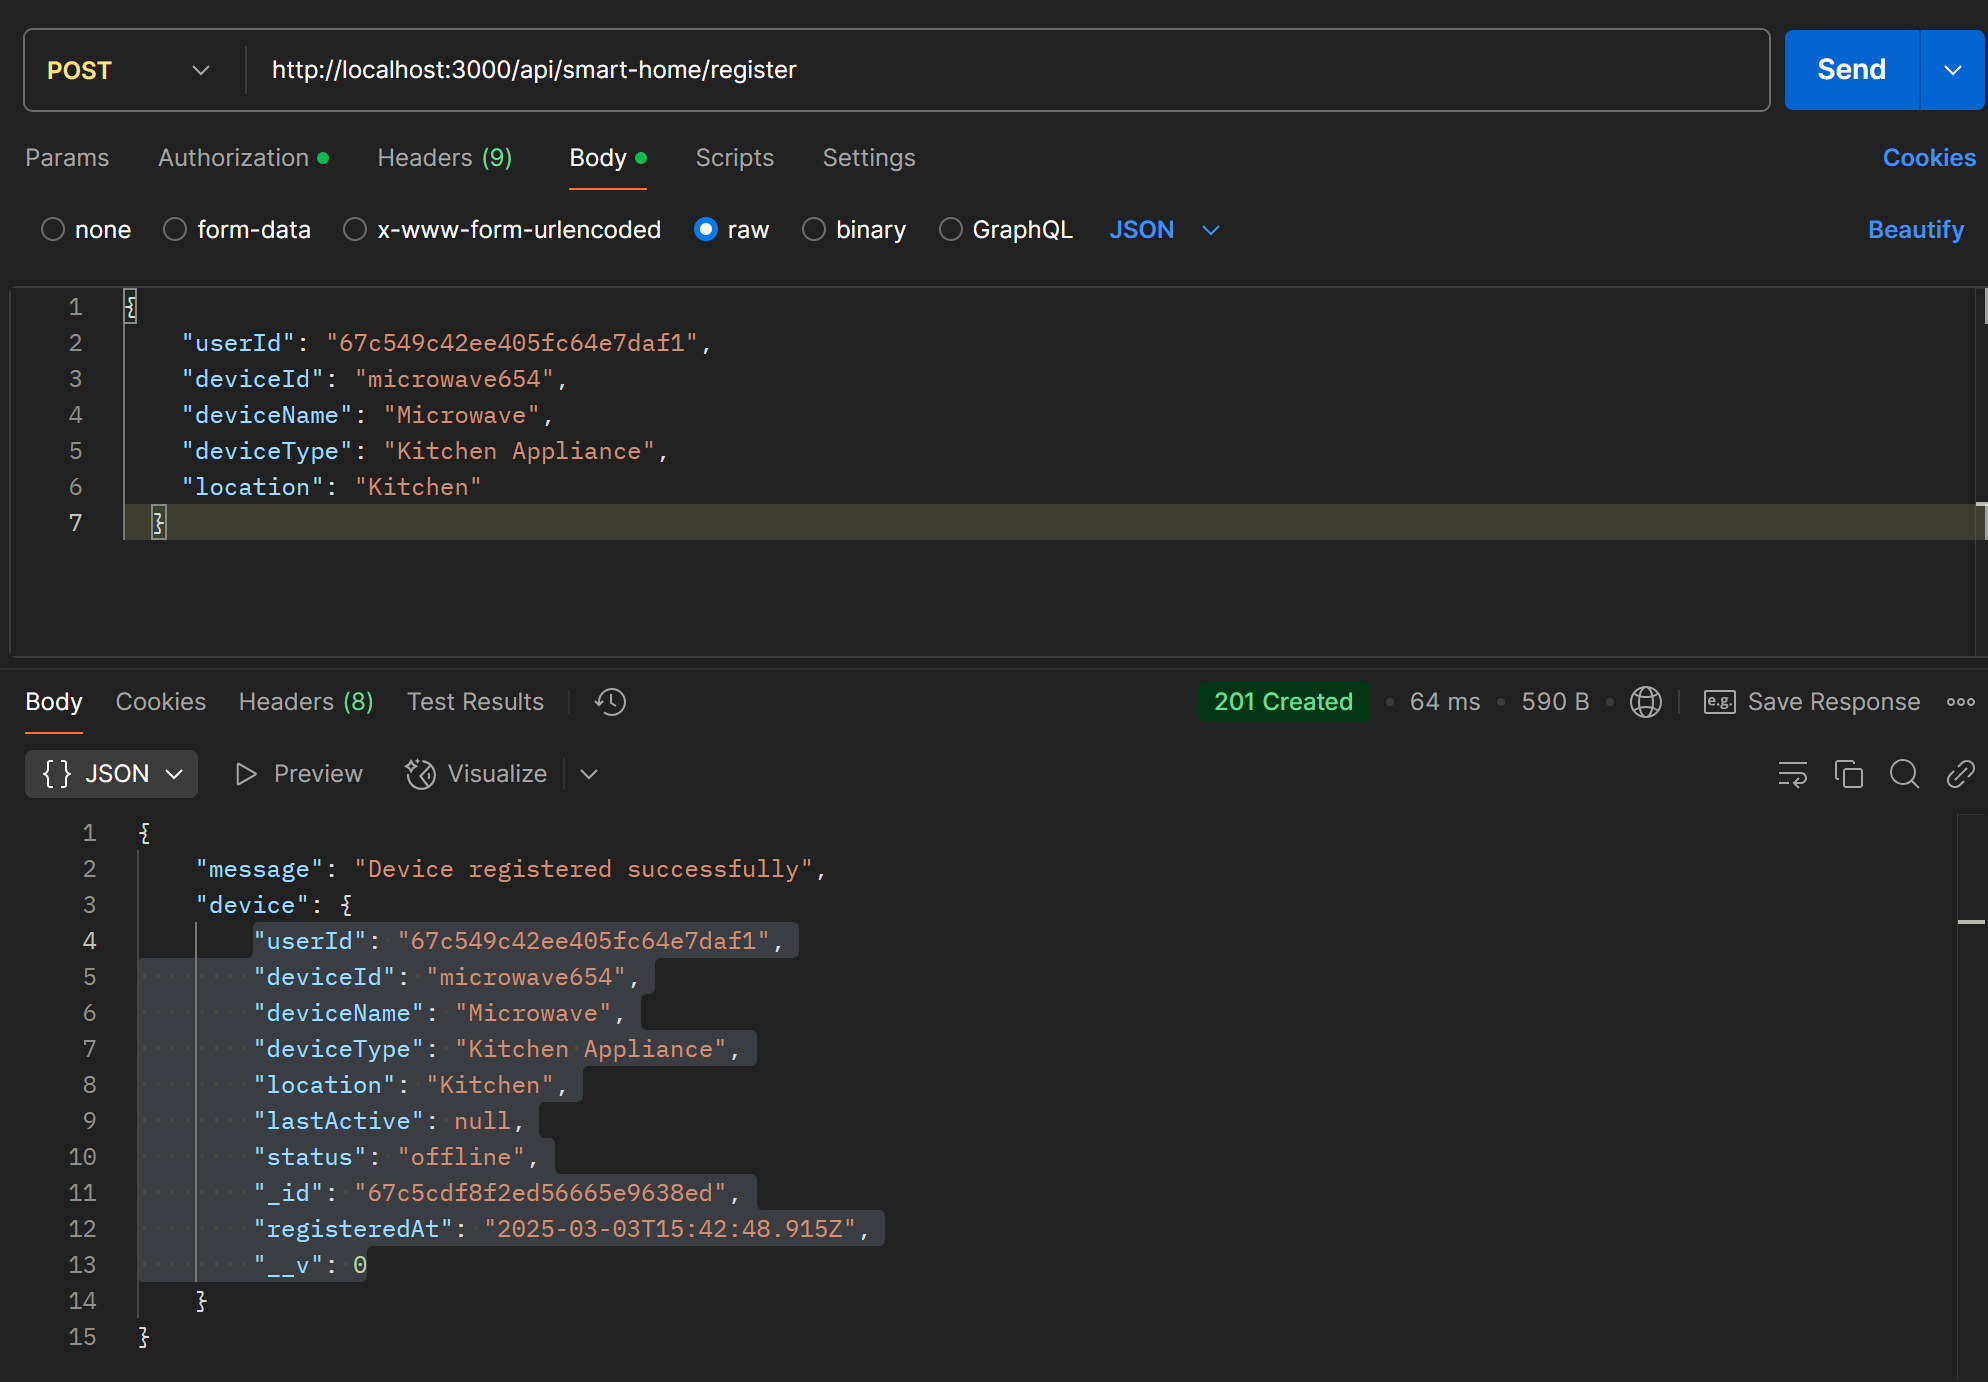 POST http://localhost:3000/api/smart-home/register Send
Params Authorization Headers (9) Body Scripts Settings Cookies
none form-data x-www-form-urlencoded raw binary GraphQL JSON Beautify
1 {
2 "userId": "67c549c42ee405fc64e7daf1",
3 "deviceId": "microwave654",
4 "deviceName": "Microwave",
5 "deviceType": "Kitchen Appliance",
6 "location": "Kitchen"
7 }
Body Cookies Headers (8) Test Results 201 Created • 64 ms • 590 B • e.g. Save Response
{ } JSON Preview Visualize
1 {
2 "message": "Device registered successfully",
3 "device": {
4 "userId": "67c549c42ee405fc64e7daf1",
5 "deviceId": "microwave654",
6 "deviceName": "Microwave",
7 "deviceType": "Kitchen Appliance",
8 "location": "Kitchen",
9 "lastActive": null,
10 "status": "offline",
11 "_id": "67c5cdf8f2ed56665e9638ed",
12 "registeredAt": "2025-03-03T15:42:48.915Z",
13 "__v": 0
14 }
15 }